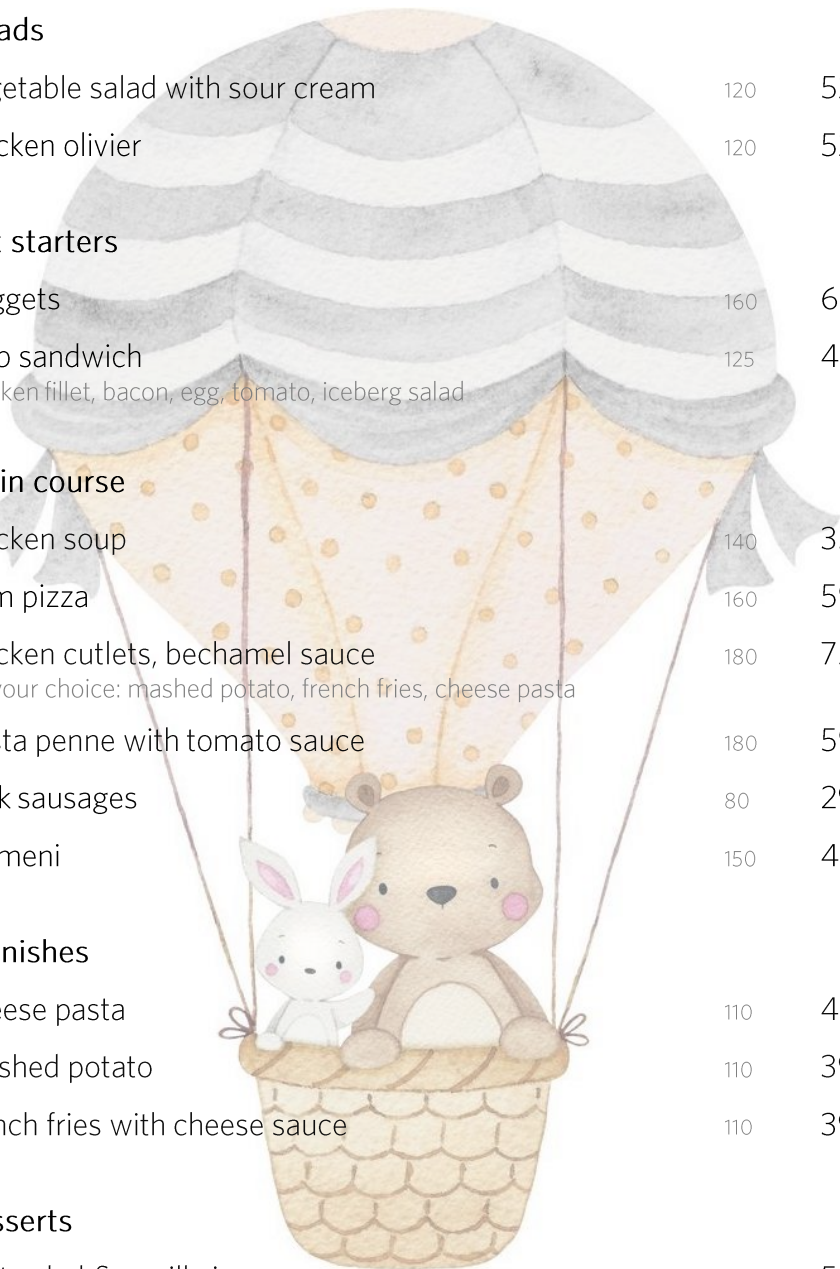 ads
getable salad with sour cream 120 5
cken olivier 120 5
t starters
ggets 160 6
o sandwich 125 4
ken fillet, bacon, egg, tomato, iceberg salad
in course
cken soup 140 3
m pizza 160 5
cken cutlets, bechamel sauce 180 7
your choice: mashed potato, french fries, cheese pasta
ta penne with tomato sauce 180 5
k sausages 80 2
meni 150 4
nishes
eese pasta 110 4
shed potato 110 3
nch fries with cheese sauce 110 3
sserts